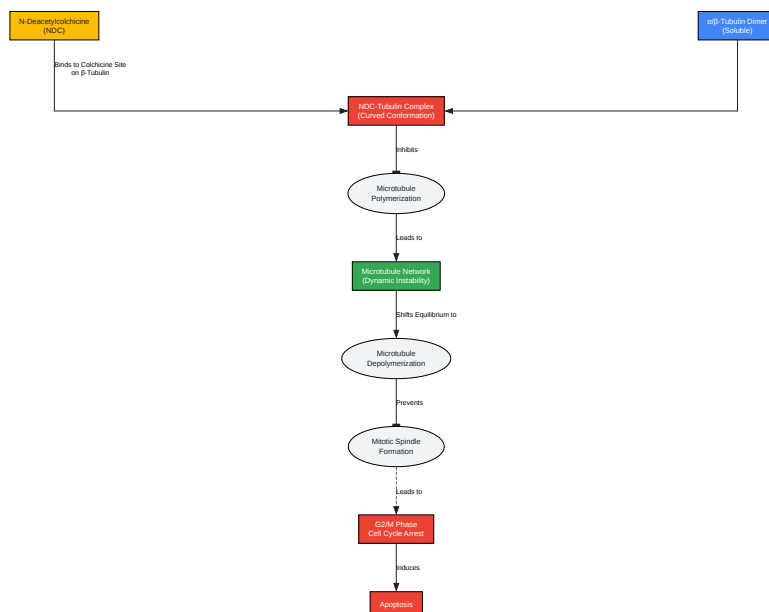 N-Deacetylcolchicine
(NDC)
α/β-Tubulin Dimer
(Soluble)
Binds to Colchicine Site
on β-Tubulin
NDC-Tubulin Complex
(Curved Conformation)
Inhibits
Microtubule
Polymerization
Leads to
Microtubule Network
(Dynamic Instability)
Shifts Equilibrium to
Microtubule
Depolymerization
Prevents
Mitotic Spindle
Formation
Leads to
G2/M Phase
Cell Cycle Arrest
Induces
Apoptosis